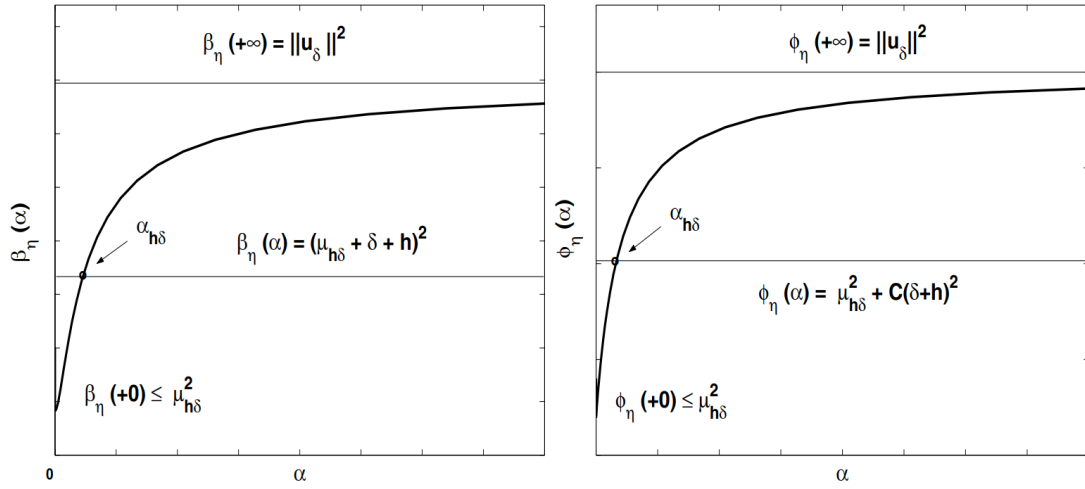 β_η (+∞) = ||u_δ ||^2
β_η (α)
α_hδ
β_η (α) = (μ_hδ + δ + h)^2
β_η (+0) ≤ μ_hδ^2
0
α
ϕ_η (+∞) = ||u_δ||^2
ϕ_η (α)
α_hδ
ϕ_η (α) = μ_hδ^2 + C(δ+h)^2
ϕ_η (+0) ≤ μ_hδ^2
α